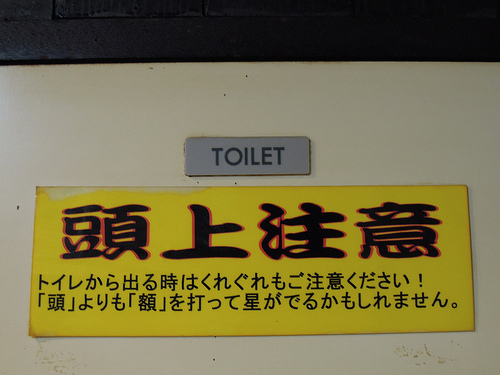 TOILET
頭上注意
トイレから出る時はくれぐれもご注意ください!
「頭」よりも「額」を打って星がでるかもしれません。